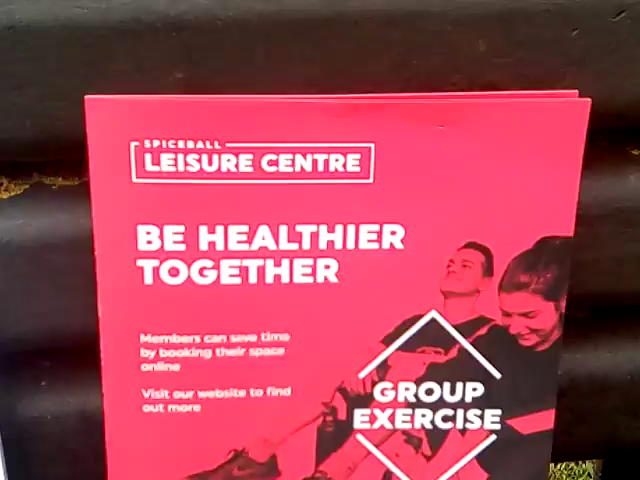 SPICEBALL
LEISURE CENTRE
BE HEALTHIER
TOGETHER
Members can save time
by booking their space
online
Visit our website to find
out more
GROUP
EXERCISE